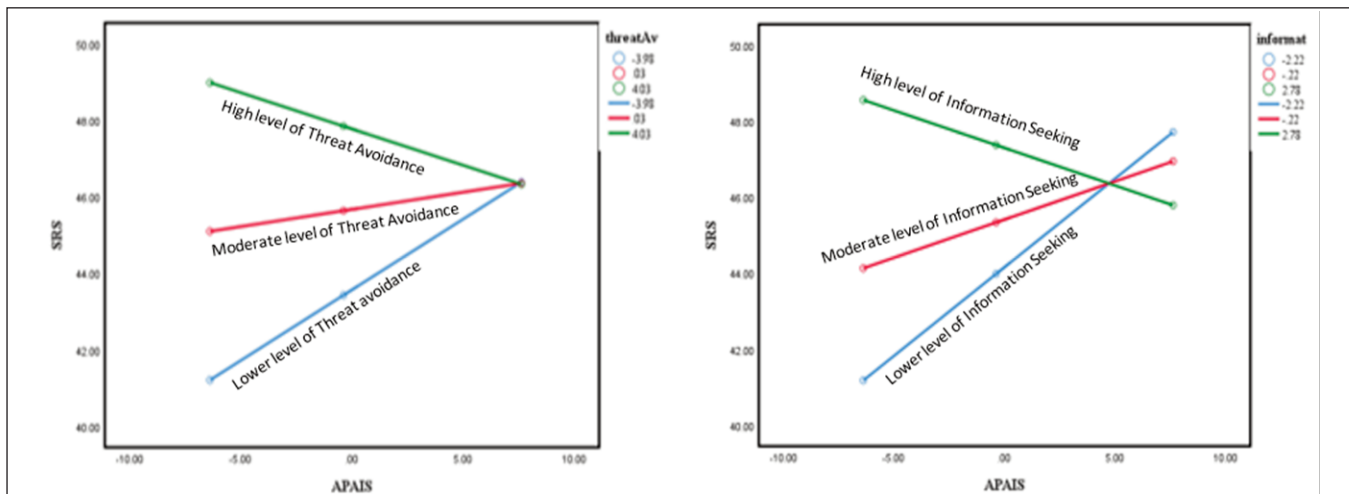 threatAv
-3.98
.03
4.03
-3.98
.03
4.03
50.00
48.00
46.00
44.00
42.00
40.00
SRS
High level of Threat Avoidance
Moderate level of Threat Avoidance
Lower level of Threat avoidance
-10.00 -5.00 .00 5.00 10.00
APAIS
informat
-2.22
-.22
2.78
-2.22
-.22
2.78
50.00
48.00
46.00
44.00
42.00
40.00
SRS
High level of Information Seeking
Moderate level of Information Seeking
Lower level of Information Seeking
-10.00 -5.00 .00 5.00 10.00
APAIS